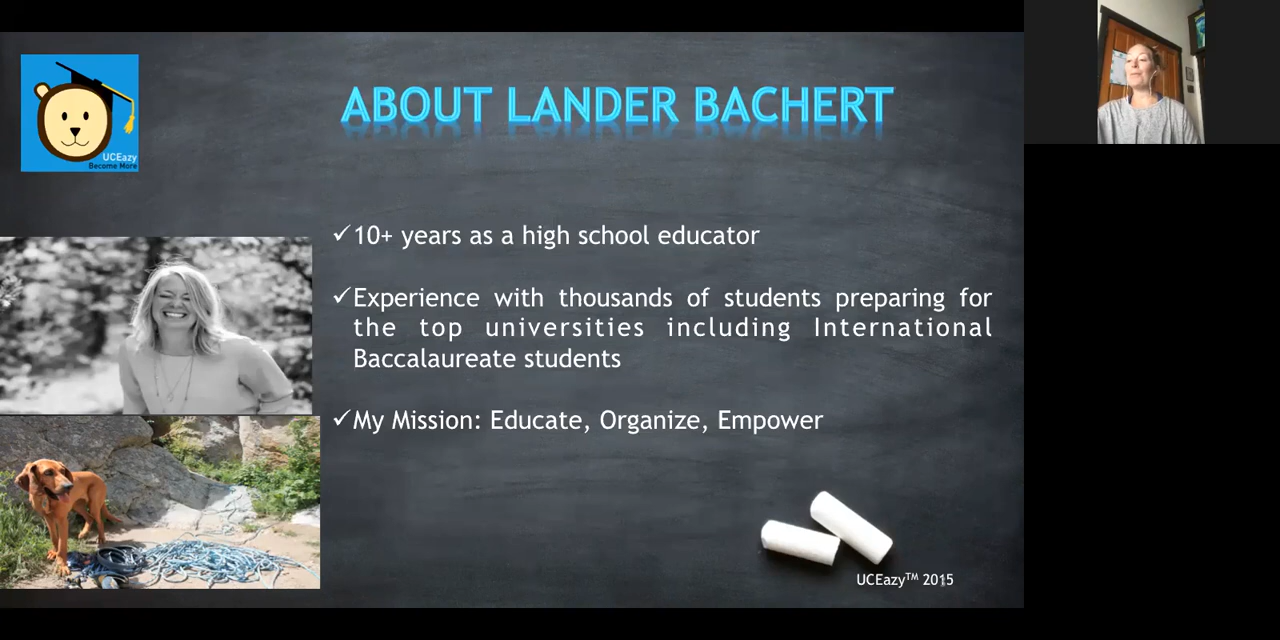 ABOUT LANDER BACHERT
UCEazy
Become More
✓10+ years as a high school educator
✓Experience with thousands of students preparing for
the top universities including International
Baccalaureate students
✓My Mission: Educate, Organize, Empower
UCEazy™ 2015